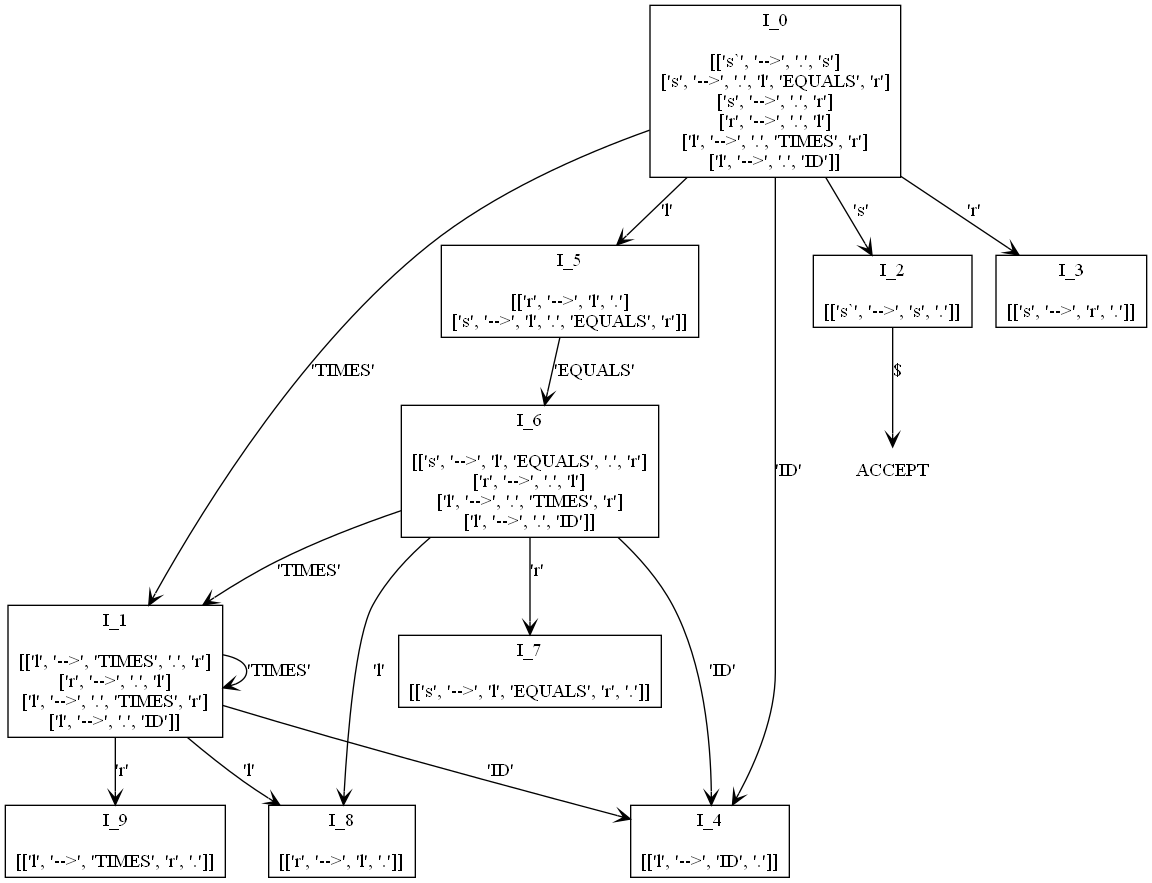 I_0
[['s`', '-->', '.', 's']
['s', '-->', '.', 'l', 'EQUALS', 'r']
['s', '-->', '.', 'r']
['r', '-->', '.', 'l']
['l', '-->', '.', 'TIMES', 'r']
['l', '-->', '.', 'ID']]
'l'
's'
'r'
I_5
[['r', '-->', 'l', '.']
['s', '-->', 'l', '.', 'EQUALS', 'r']]
I_2
[['s`', '-->', 's', '.']]
I_3
[['s', '-->', 'r', '.']]
'TIMES'
'EQUALS'
$
I_6
[['s', '-->', 'l', 'EQUALS', '.', 'r']
['r', '-->', '.', 'l']
['l', '-->', '.', 'TIMES', 'r']
['l', '-->', '.', 'ID']]
'ID'
ACCEPT
'TIMES'
'r'
I_1
[['l', '-->', 'TIMES', '.', 'r']
['r', '-->', '.', 'l']
['l', '-->', '.', 'TIMES', 'r']
['l', '-->', '.', 'ID']]
'TIMES'
'l'
I_7
[['s', '-->', 'l', 'EQUALS', 'r', '.']]
'ID'
'r'
'l'
'ID'
I_9
[['l', '-->', 'TIMES', 'r', '.']]
I_8
[['r', '-->', 'l', '.']]
I_4
[['l', '-->', 'ID', '.']]